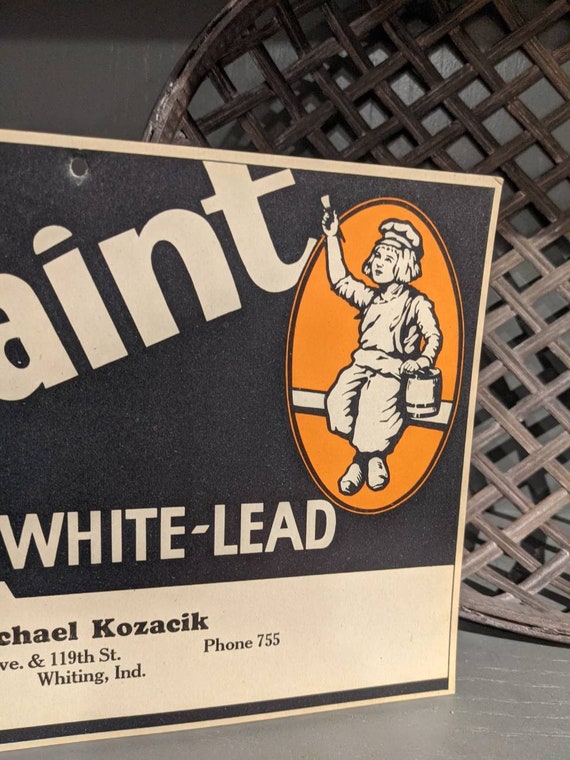 aint
WHITE-LEAD
chael Kozacik
ve. & 119th St.
Phone 755
Whiting, Ind.